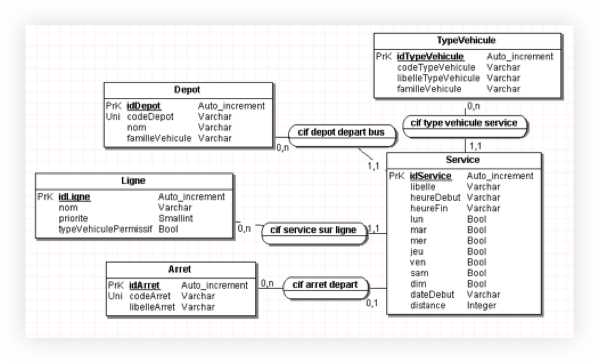 TypeVehicule
PrK idTypeVehicule Auto_increment
codeTypeVehicule Varchar
libelleTypeVehicule Varchar
familleVehicule Varchar
0,n
cif type vehicule service
1,1
Depot
PrK idDepot Auto_increment
Uni codeDepot Varchar
nom Varchar
familleVehicule Varchar
0,n
cif depot depart bus
1,1
Service
PrK idService Auto_increment
libelle Varchar
heureDebut Varchar
heureFin Varchar
lun Bool
mar Bool
mer Bool
jeu Bool
ven Bool
sam Bool
dim Bool
dateDebut Varchar
distance Integer
Ligne
PrK idLigne Auto_increment
nom Varchar
priorite Smallint
typeVehiculePermissif Bool
0,n
cif service sur ligne
1,1
Arret
PrK idArret Auto_increment
Uni codeArret Varchar
libelleArret Varchar
0,n
cif arret depart
0,1